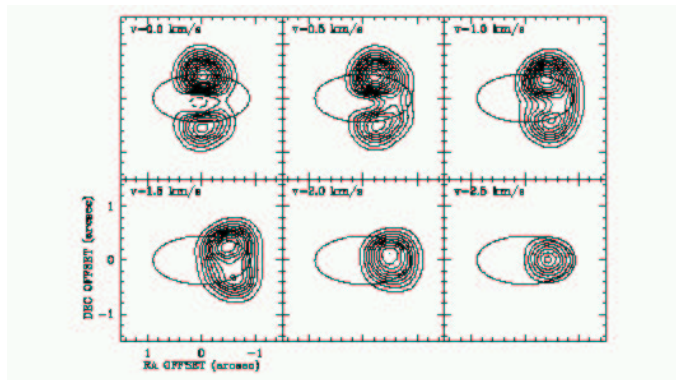 v=0.0 km/s
v=0.5 km/s
v=1.0 km/s
v=1.5 km/s
v=2.0 km/s
v=2.5 km/s
DEC OFFSET (arcsec)
1
0
-1
1 0 -1
RA OFFSET (arcsec)